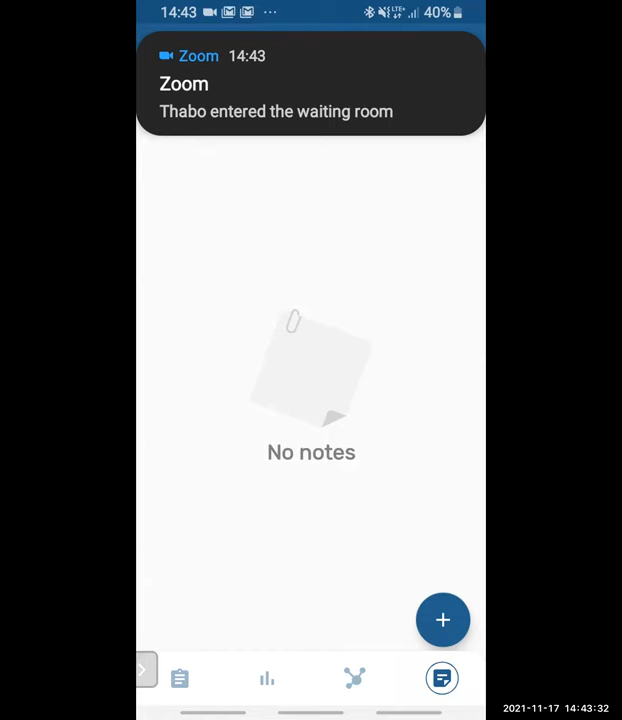 14:43 ... LTE+ 40%
Zoom 14:43
Zoom
Thabo entered the waiting room
No notes
2021-11-17 14:43:32